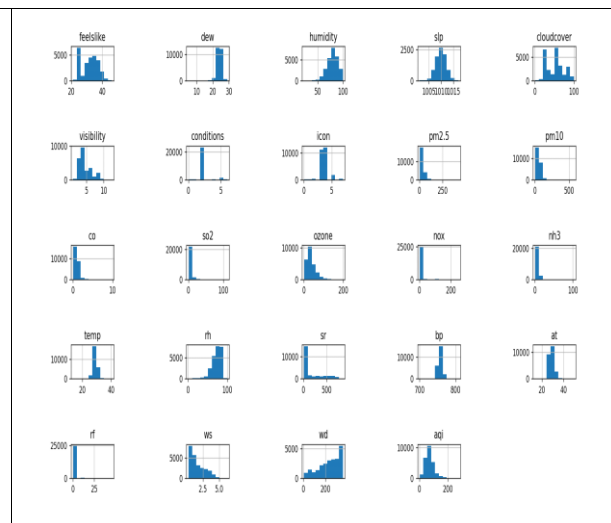 feelslike dew humidity slp cloudcover
5000 0 20 40
10000 0 10 20 30
5000 0 50 100
2500 0 1005 1010 1015
5000 0 0 100
visibility conditions icon pm2.5 pm10
10000 0 5 10
20000 0 0 5
10000 0 0 5
10000 0 0 250
10000 0 0 500
co so2 ozone nox nh3
10000 0 0 10
20000 0 0 100
10000 0 0 200
25000 0 0 200
20000 0 0 100
temp rh sr bp at
10000 0 20 40
5000 0 0 100
10000 0 0 500
10000 0 700 800
10000 0 20 40
rf ws wd aqi
25000 0 0 25
5000 0 2.5 5.0
5000 0 0 200
10000 0 0 200